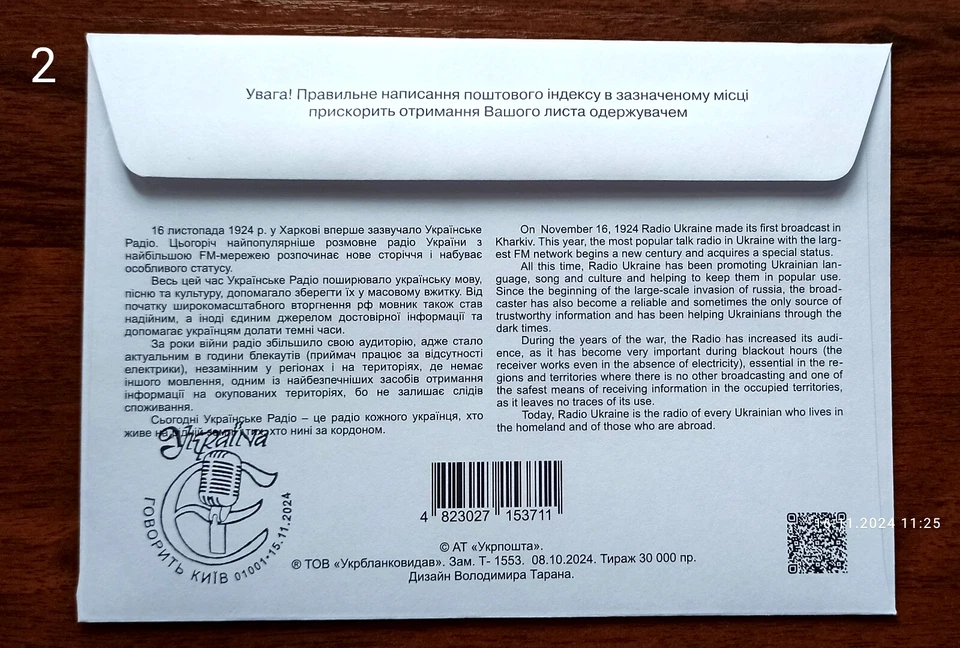 2
Увага! Правильне написання поштового індексу в зазначеному місці
прискорить отримання Вашого листа одержувачем
16 листопада 1924 р. у Харкові вперше зазвучало Українське
Радіо. Цьогоріч найпопулярніше розмовне радіо України з
найбільшою FM-мережею розпочинає нове сторіччя і набуває
особливого статусу.
Весь цей час Українське Радіо поширювало українську мову,
пісню та культуру, допомагало зберегти їх у масовому вжитку. Від
початку широкомасштабного вторгнення рф мовник також став
надійним, а іноді єдиним джерелом достовірної інформації та
допомагає українцям долати темні часи.
За роки війни радіо збільшило свою аудиторію, адже стало
актуальним в години блекаутів (приймач працює за відсутності
електрики), незамінним у регіонах і на територіях, де немає
іншого мовлення, одним із найбезпечніших засобів отримання
інформації на окупованих територіях, бо не залишає слідів
споживання.
Сьогодні Українське Радіо – це радіо кожного українця, хто
живе на рідній землі, і тих, хто нині за кордоном.
On November 16, 1924 Radio Ukraine made its first broadcast in
Kharkiv. This year, the most popular talk radio in Ukraine with the larg-
est FM network begins a new century and acquires a special status.
All this time, Radio Ukraine has been promoting Ukrainian lan-
guage, song and culture and helping to keep them in popular use.
Since the beginning of the large-scale invasion of russia, the broad-
caster has also become a reliable and sometimes the only source of
trustworthy information and has been helping Ukrainians through the
dark times.
During the years of the war, the Radio has increased its audi-
ence, as it has become very important during blackout hours (the
receiver works even in the absence of electricity), essential in the re-
gions and territories where there is no other broadcasting and one of
the safest means of receiving information in the occupied territories,
as it leaves no traces of its use.
Today, Radio Ukraine is the radio of every Ukrainian who lives in
the homeland and of those who are abroad.
Україна
ГОВОРИТЬ КИЇВ 01001·15.11.2024
4 823027 153711
© АТ «Укрпошта».
® ТОВ «Укрбланковидав». Зам. Т- 1553. 08.10.2024. Тираж 30 000 пр.
Дизайн Володимира Тарана.
16.11.2024 11:25